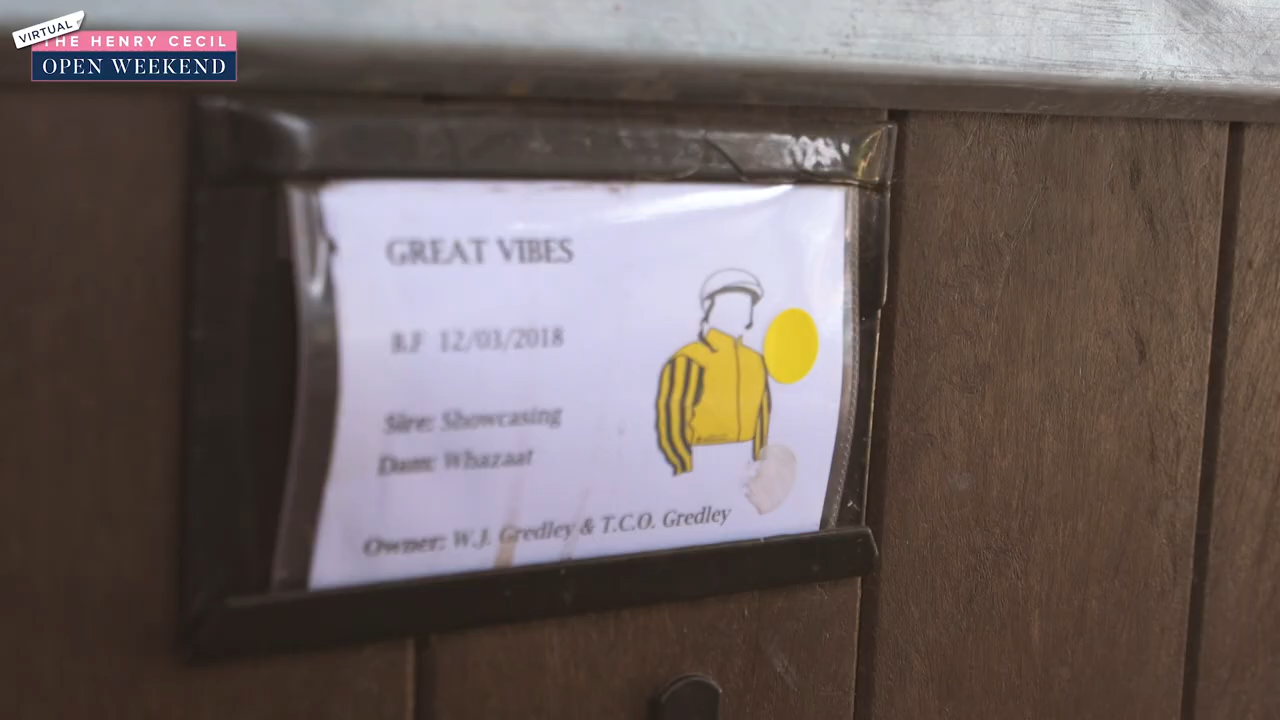 VIRTUAL
THE HENRY CECIL
OPEN WEEKEND
GREAT VIBES
B.F 12/03/2018
Sire: Showcasing
Dam: Whazaat
Owner: W.J. Gredley & T.C.O. Gredley